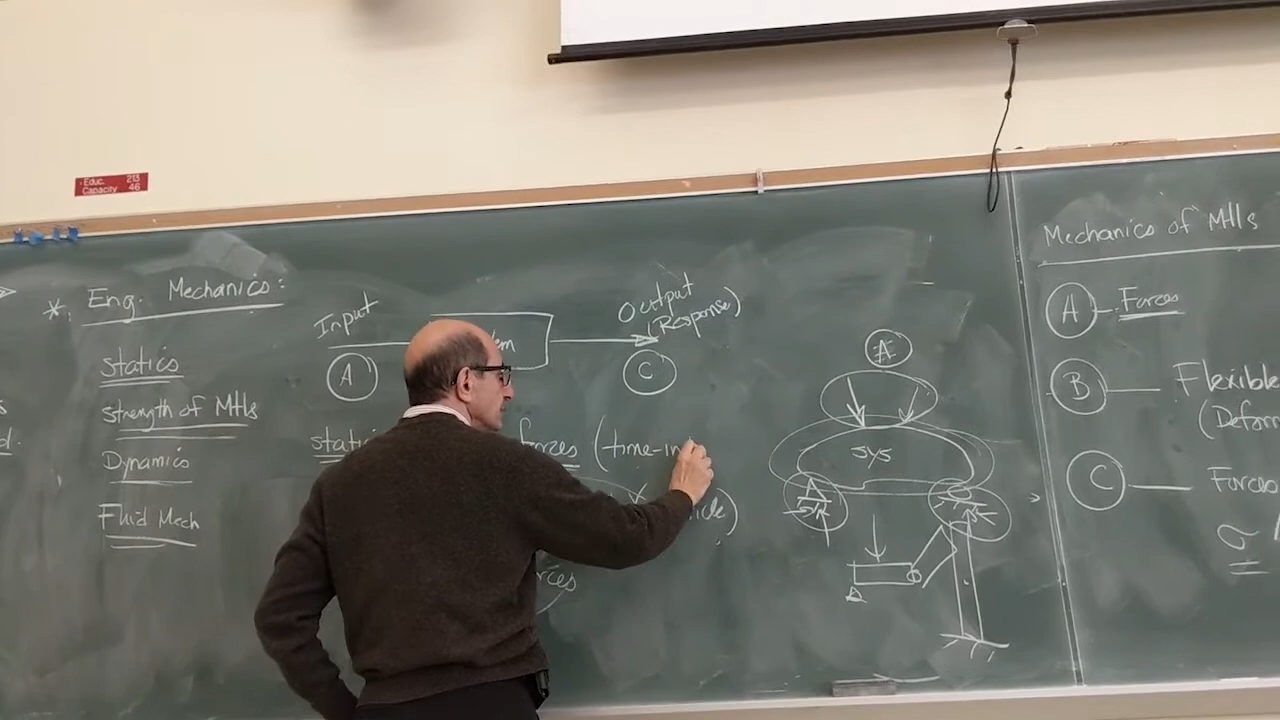 Educ. 213
Capacity 46
*: Eng. Mechanics:
Statics
Strength of Mtls
Dynamics
Fluid Mech
Input
A
Output
(Response)
C
forces (time-in
A
sys
Mechanics of Mtls
A Forces
B Flexible
(Deform
C Forces
σ